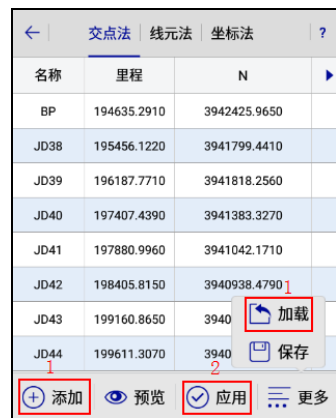 交点法 线元法 坐标法 ?
名称 里程 N
BP 194635.2910 3942425.9650
JD38 195456.1220 3941799.4410
JD39 196187.7710 3941818.2560
JD40 197407.4390 3941383.3270
JD41 197880.9960 3941042.1710
JD42 198405.8150 3940938.4790
1
JD43 199160.8650 3940
加载
JD44 199611.3070 3940
保存
1 2
添加 预览 应用 更多